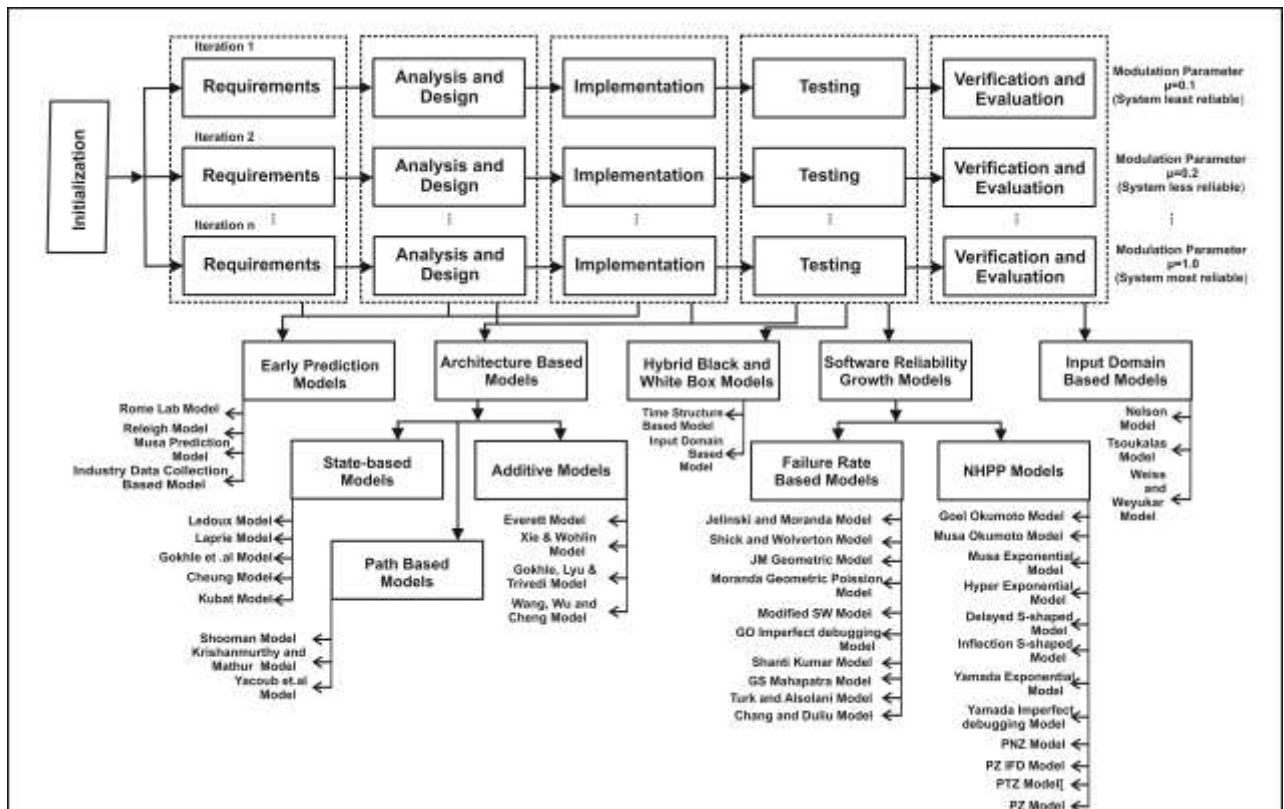 Initialization
Iteration 1
Requirements
Analysis and
Design
Implementation
Testing
Verification and
Evaluation
Modulation Parameter
µ=0.1
(System least reliable)
Iteration 2
Requirements
Analysis and
Design
Implementation
Testing
Verification and
Evaluation
Modulation Parameter
µ=0.2
(System less reliable)
Iteration n
Requirements
Analysis and
Design
Implementation
Testing
Verification and
Evaluation
Modulation Parameter
µ=1.0
(System most reliable)
Early Prediction
Models
Rome Lab Model
Releigh Model
Musa Prediction
Model
Industry Data Collection
Based Model
Architecture Based
Models
State-based
Models
Ledoux Model
Laprie Model
Gokhle et .al Model
Cheung Model
Kubat Model
Path Based
Models
Shooman Model
Krishanmurthy and
Mathur Model
Yacoub et.al
Model
Additive Models
Everett Model
Xie & Wohlin
Model
Gokhle, Lyu &
Trivedi Model
Wang, Wu and
Cheng Model
Hybrid Black and
White Box Models
Time Structure
Based Model
Input Domain
Based
Model
Software Reliability
Growth Models
Failure Rate
Based Models
Jelinski and Moranda Model
Shick and Wolverton Model
JM Geometric Model
Moranda Geometric Poission
Model
Modified SW Model
GO Imperfect debugging
Model
Shanti Kumar Model
GS Mahapatra Model
Turk and Alsolani Model
Chang and Duliu Model
NHPP Models
Goel Okumoto Model
Musa Okumoto Model
Musa Exponential
Model
Hyper Exponential
Model
Delayed S-shaped
Model
Inflection S-shaped
Model
Yamada Exponential
Model
Yamada Imperfect
debugging Model
PNZ Model
PZ IFD Model
PTZ Model[
PZ Model
Input Domain
Based Models
Nelson
Model
Tsoukalas
Model
Weiss
and
Weyukar
Model